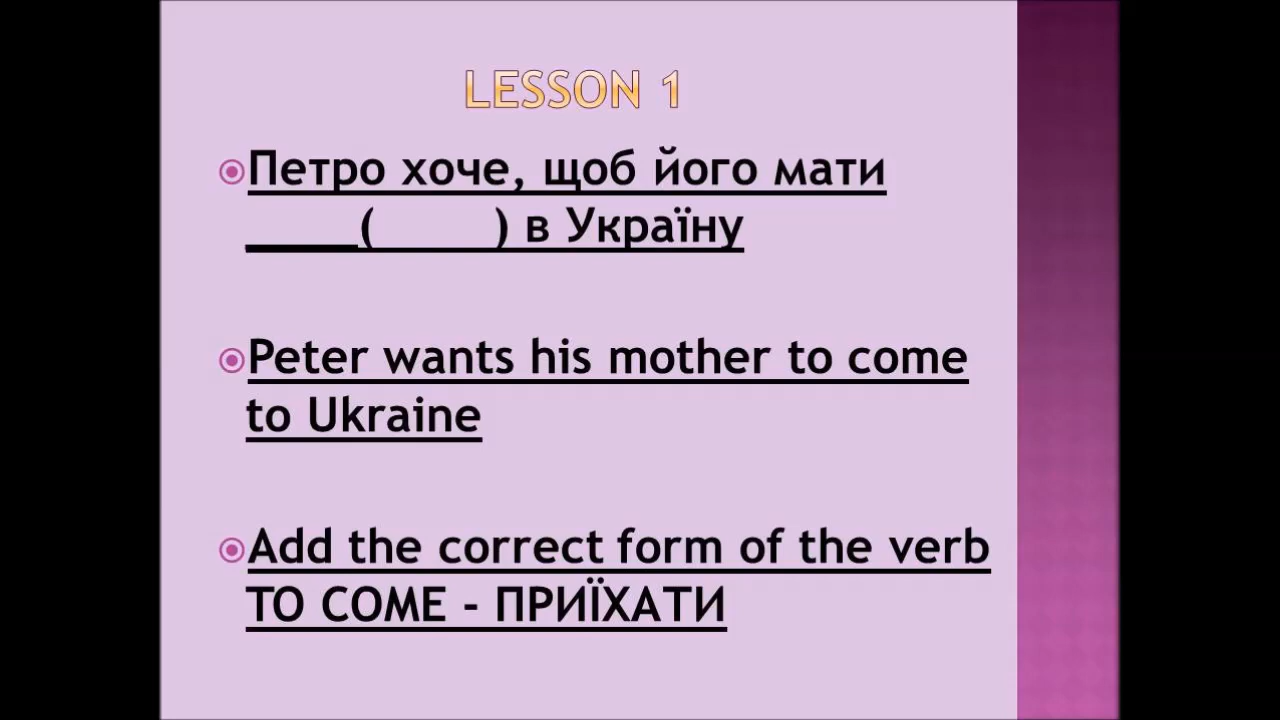 LESSON 1
Петро хоче, щоб його мати
_____( ) в Україну
Peter wants his mother to come
to Ukraine
Add the correct form of the verb
TO COME - ПРИЇХАТИ